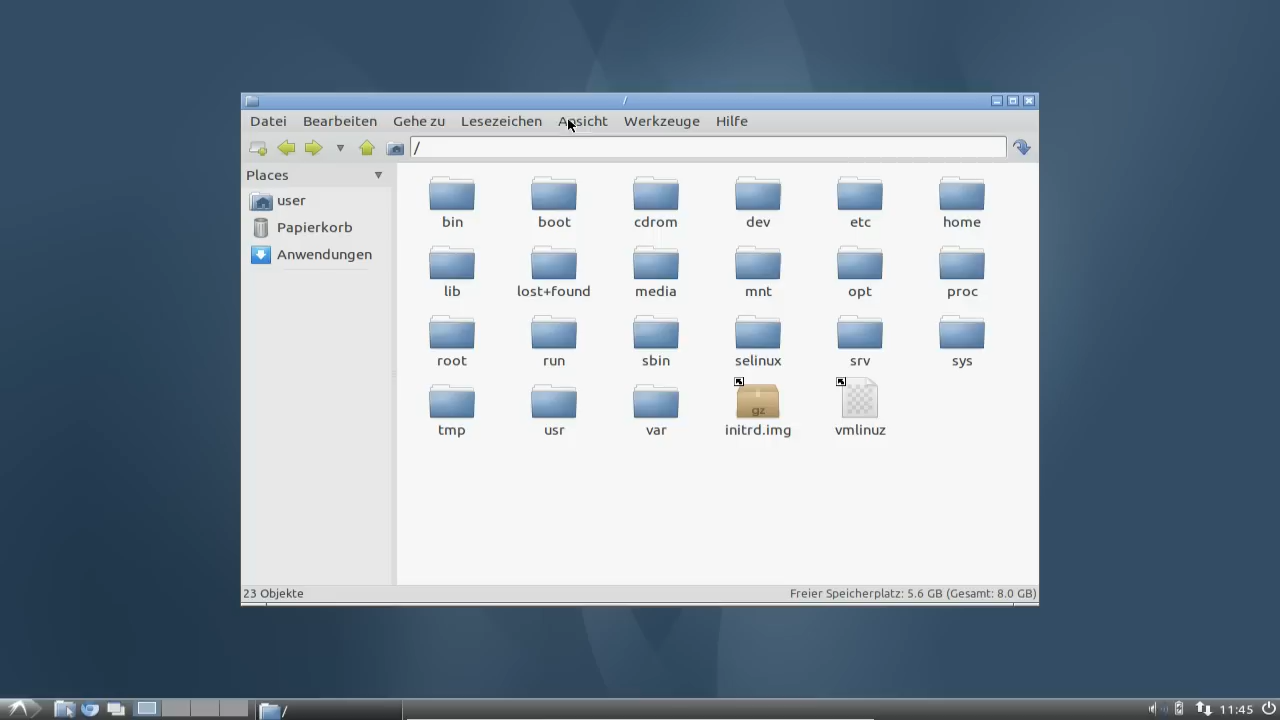 /
Datei Bearbeiten Gehe zu Lesezeichen Ansicht Werkzeuge Hilfe
/
Places
user
Papierkorb
Anwendungen
bin boot cdrom dev etc home
lib lost+found media mnt opt proc
root run sbin selinux srv sys
gz
tmp usr var initrd.img vmlinuz
23 Objekte Freier Speicherplatz: 5.6 GB (Gesamt: 8.0 GB)
/ 11:45